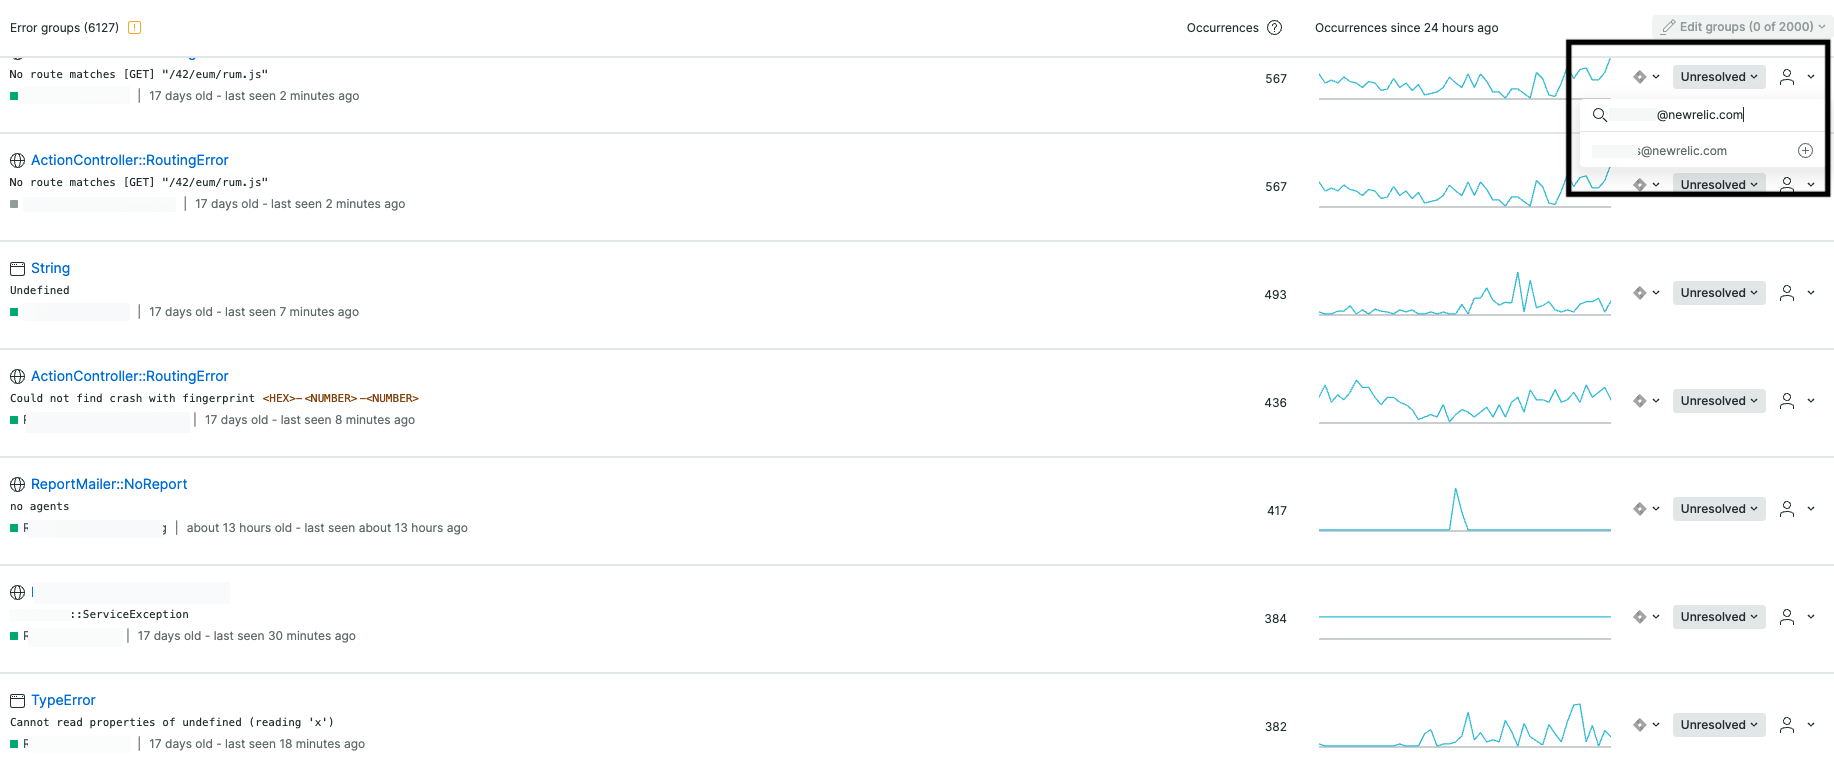 Error groups (6127)
Occurrences
Occurrences since 24 hours ago
Edit groups (0 of 2000)
No route matches [GET] "/42/eum/rum.js"
567
Unresolved
| 17 days old - last seen 2 minutes ago
@newrelic.com
@newrelic.com
ActionController::RoutingError
No route matches [GET] "/42/eum/rum.js"
567
Unresolved
| 17 days old - last seen 2 minutes ago
String
Undefined
493
Unresolved
| 17 days old - last seen 7 minutes ago
ActionController::RoutingError
Could not find crash with fingerprint <HEX>-<NUMBER>-<NUMBER>
436
Unresolved
| 17 days old - last seen 8 minutes ago
ReportMailer::NoReport
no agents
417
Unresolved
| about 13 hours old - last seen about 13 hours ago
::ServiceException
384
Unresolved
| 17 days old - last seen 30 minutes ago
TypeError
Cannot read properties of undefined (reading 'x')
382
Unresolved
| 17 days old - last seen 18 minutes ago